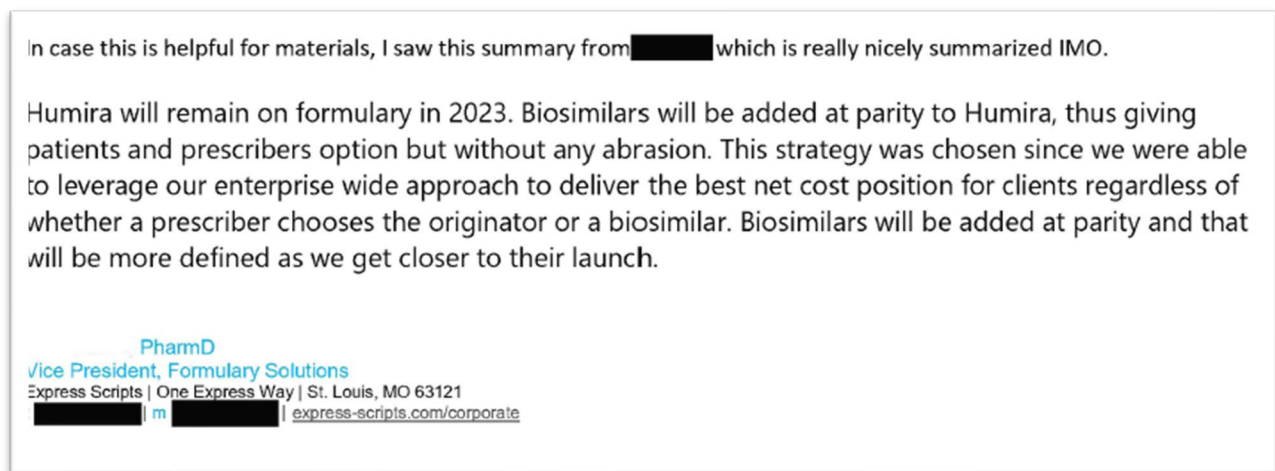 In case this is helpful for materials, I saw this summary from which is really nicely summarized IMO.
Humira will remain on formulary in 2023. Biosimilars will be added at parity to Humira, thus giving
patients and prescribers option but without any abrasion. This strategy was chosen since we were able
to leverage our enterprise wide approach to deliver the best net cost position for clients regardless of
whether a prescriber chooses the originator or a biosimilar. Biosimilars will be added at parity and that
will be more defined as we get closer to their launch.
PharmD
Vice President, Formulary Solutions
Express Scripts | One Express Way | St. Louis, MO 63121
| m | express-scripts.com/corporate